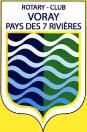 ROTARY - CLUB
VORAY
PAYS DES 7 RIVIÈRES